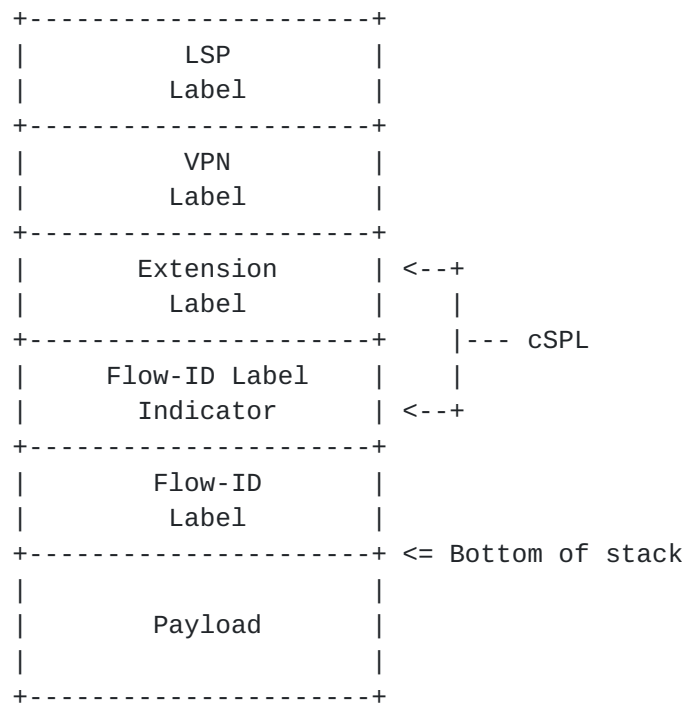 +----------------------+
|          LSP         |
|         Label        |
+----------------------+
|          VPN         |
|         Label        |
+----------------------+
|       Extension      | <--+
|         Label        |    |
+----------------------+    |--- cSPL
|     Flow-ID Label    |    |
|       Indicator      | <--+
+----------------------+
|        Flow-ID       |
|         Label        |
+----------------------+ <= Bottom of stack
|                      |
|        Payload       |
|                      |
+----------------------+